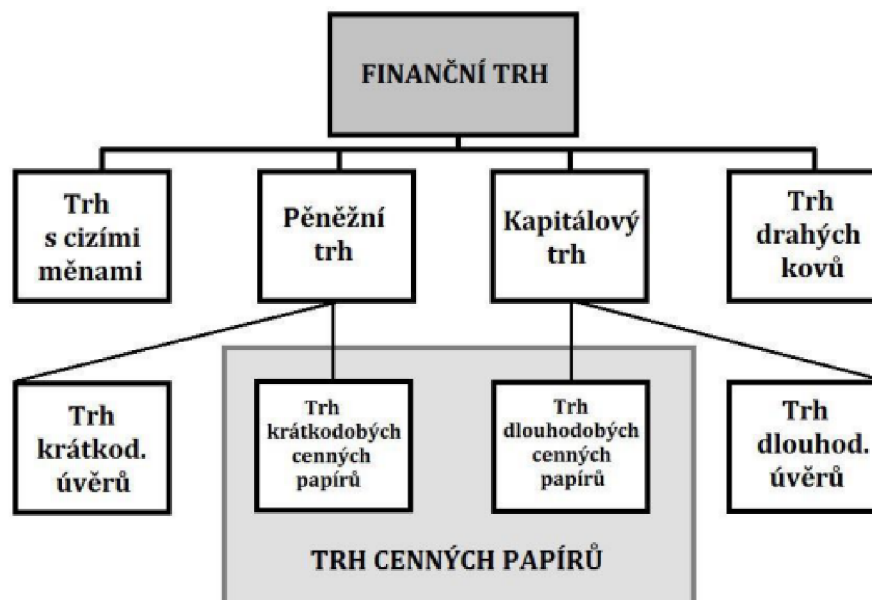 FINANČNÍ TRH
Trh
s cizími
měnami
Pěněžní
trh
Kapitálový
trh
Trh
drahých
kovů
Trh
krátkod.
úvěrů
Trh
krátkodobých
cenných
papírů
Trh
dlouhodobých
cenných
papírů
Trh
dlouhod.
úvěrů
TRH CENNÝCH PAPÍRŮ